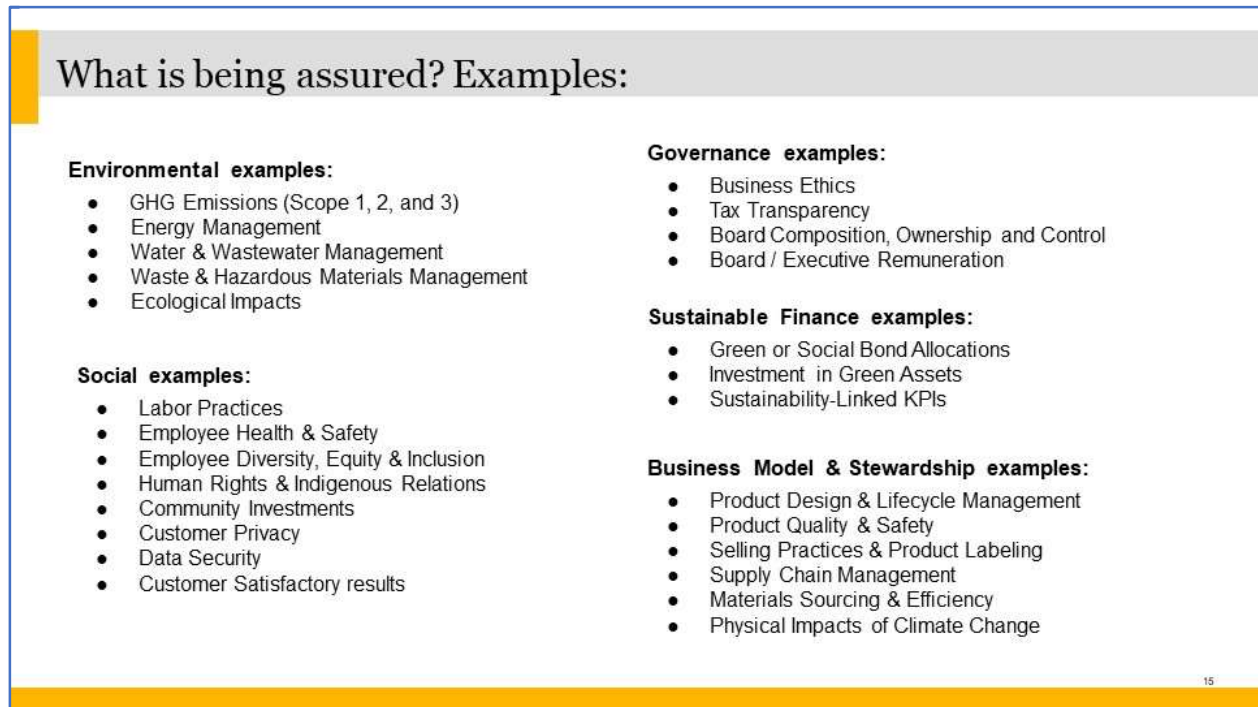 What is being assured? Examples:
Environmental examples:
● GHG Emissions (Scope 1, 2, and 3)
● Energy Management
● Water & Wastewater Management
● Waste & Hazardous Materials Management
● Ecological Impacts
Social examples:
● Labor Practices
● Employee Health & Safety
● Employee Diversity, Equity & Inclusion
● Human Rights & Indigenous Relations
● Community Investments
● Customer Privacy
● Data Security
● Customer Satisfactory results
Governance examples:
● Business Ethics
● Tax Transparency
● Board Composition, Ownership and Control
● Board / Executive Remuneration
Sustainable Finance examples:
● Green or Social Bond Allocations
● Investment in Green Assets
● Sustainability-Linked KPIs
Business Model & Stewardship examples:
● Product Design & Lifecycle Management
● Product Quality & Safety
● Selling Practices & Product Labeling
● Supply Chain Management
● Materials Sourcing & Efficiency
● Physical Impacts of Climate Change
15